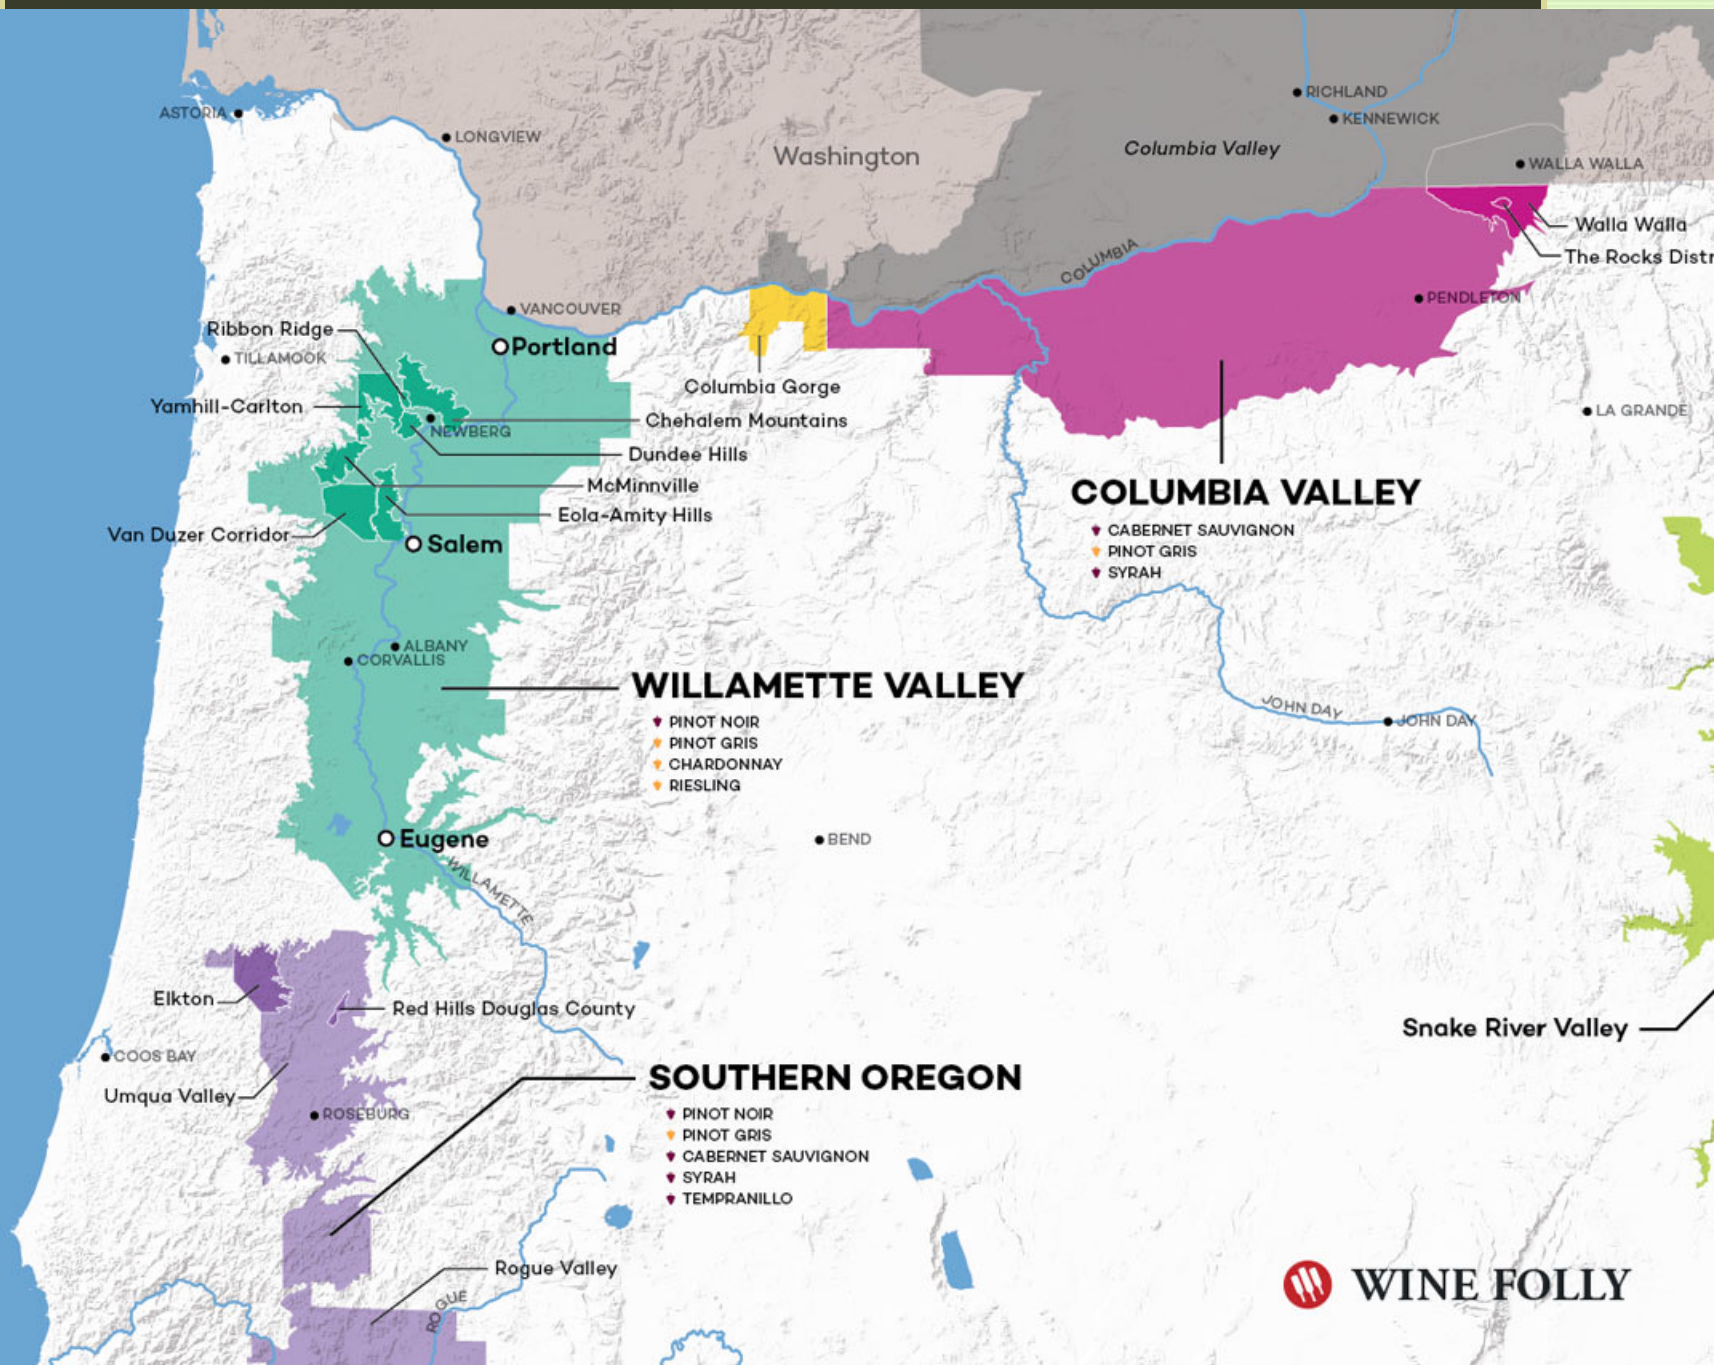 ASTORIA
LONGVIEW
Washington
Columbia Valley
RICHLAND
KENNEWICK
WALLA WALLA
Walla Walla
The Rocks Distr
COLUMBIA
PENDLETON
VANCOUVER
Portland
Ribbon Ridge
TILLAMOOK
Yamhill-Carlton
Columbia Gorge
LA GRANDE
NEWBERG
Chehalem Mountains
Dundee Hills
McMinnville
Eola-Amity Hills
Van Duzer Corridor
Salem
COLUMBIA VALLEY
CABERNET SAUVIGNON
PINOT GRIS
SYRAH
ALBANY
CORVALLIS
WILLAMETTE VALLEY
PINOT NOIR
PINOT GRIS
CHARDONNAY
RIESLING
JOHN DAY
JOHN DAY
Eugene
BEND
WILLAMETTE
Elkton
Red Hills Douglas County
Snake River Valley
COOS BAY
Umqua Valley
ROSEBURG
SOUTHERN OREGON
PINOT NOIR
PINOT GRIS
CABERNET SAUVIGNON
SYRAH
TEMPRANILLO
Rogue Valley
ROGUE
WINE FOLLY